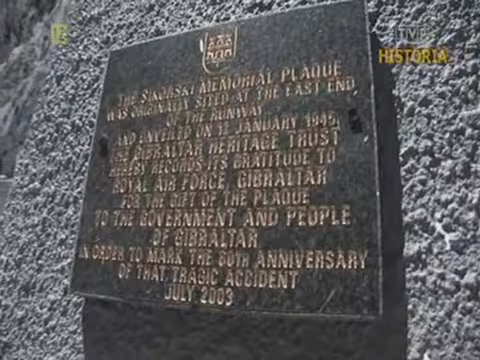 12
TVP
HISTORIA
THE SIKORSKI MEMORIAL PLAQUE
WAS ORIGINALLY SITED AT THE EAST END,
OF THE RUNWAY
AND UNVEILED ON 12 JANUARY 1945,
THE GIBRALTAR HERITAGE TRUST
HEREBY RECORDS ITS GRATITUDE TO
ROYAL AIR FORCE, GIBRALTAR
FOR THE GIFT OF THE PLAQUE
TO THE GOVERNMENT AND PEOPLE
OF GIBRALTAR
IN ORDER TO MARK THE 60TH ANNIVERSARY
OF THAT TRAGIC ACCIDENT
JULY 2003